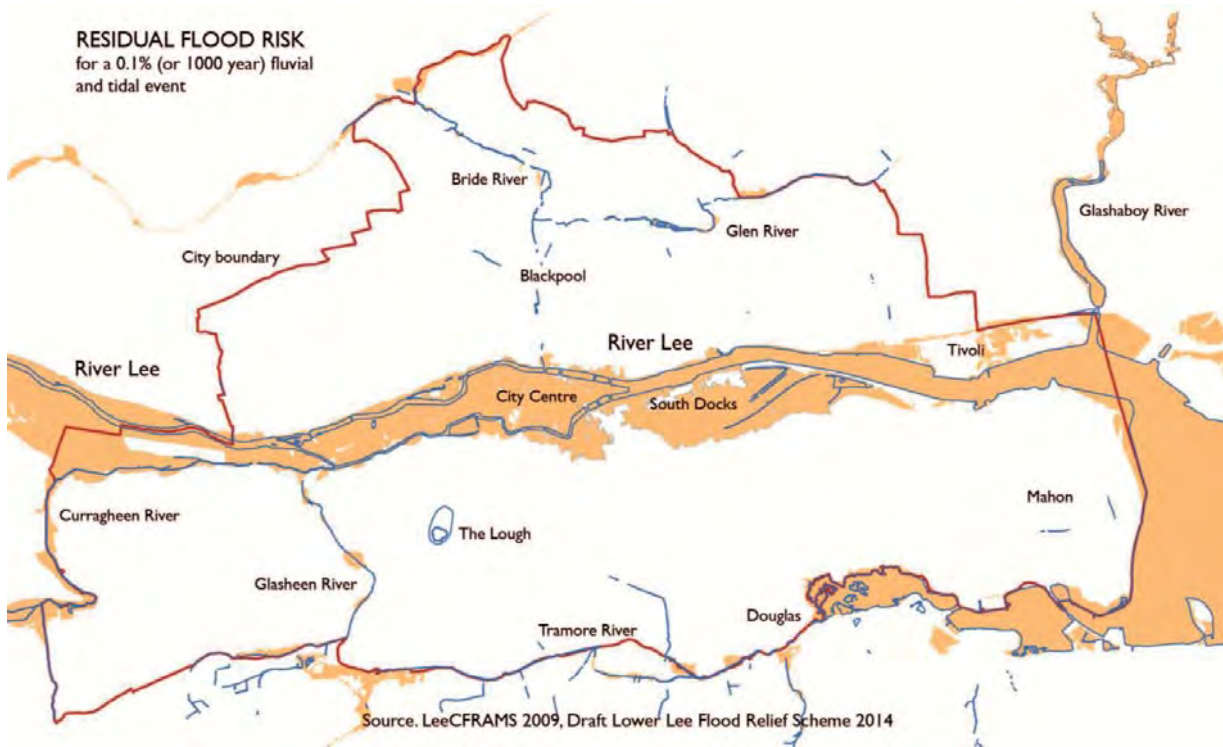 RESIDUAL FLOOD RISK
for a 0.1% (or 1000 year) fluvial
and tidal event
Bride River
Glashaboy River
Glen River
City boundary
Blackpool
River Lee
River Lee
Tivoli
City Centre
South Docks
Mahon
Curragheen River
The Lough
Glasheen River
Douglas
Tramore River
Source. LeeCFRAMS 2009, Draft Lower Lee Flood Relief Scheme 2014